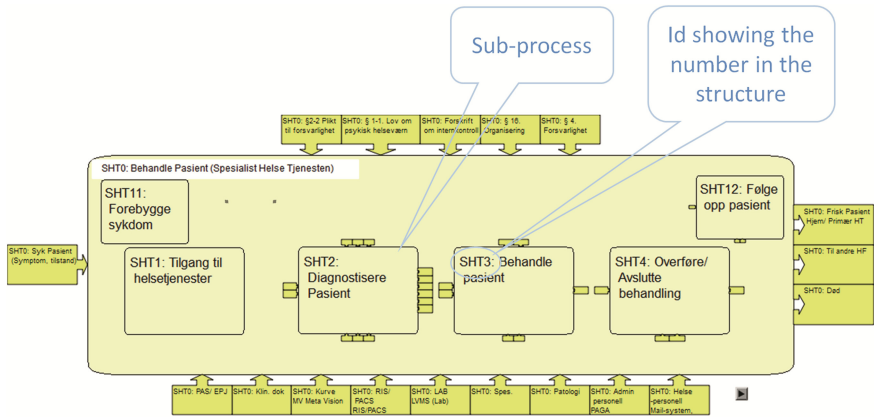 Sub-process
Id showing the
number in the
structure
SHT0: §2-2 Plikt
til forsvarlighet
SHT0: § 1-1. Lov om
psykisk helseværn
SHT0: Forskrift
om internkontroll
SHT0: § 16.
Organisering
SHT0: § 4.
Forsvarlighet
SHT0: Behandle Pasient (Spesialist Helse Tjenesten)
SHT11:
Forebygge
sykdom
SHT12: Følge
opp pasient
SHT0: Syk Pasient
(Symptom, tilstand)
SHT1: Tilgang til
helsetjenester
SHT2:
Diagnostisere
Pasient
SHT3: Behandle
pasient
SHT4: Overføre/
Avslutte
behandling
SHT0: Frisk Pasient
Hjem/ Primær HT
SHT0: Til andre HF
SHT0: Død
SHT0: PAS/ EPJ
SHT0: Klin. dok
SHT0: Kurve
MV Meta Vision
SHT0: RIS/
PACS
RIS/PACS
SHT0: LAB
LVMS (Lab)
SHT0: Spes.
SHT0: Patologi
SHT0: Admin
personell
PAGA
SHT0: Helse
-personell
Mail-system,